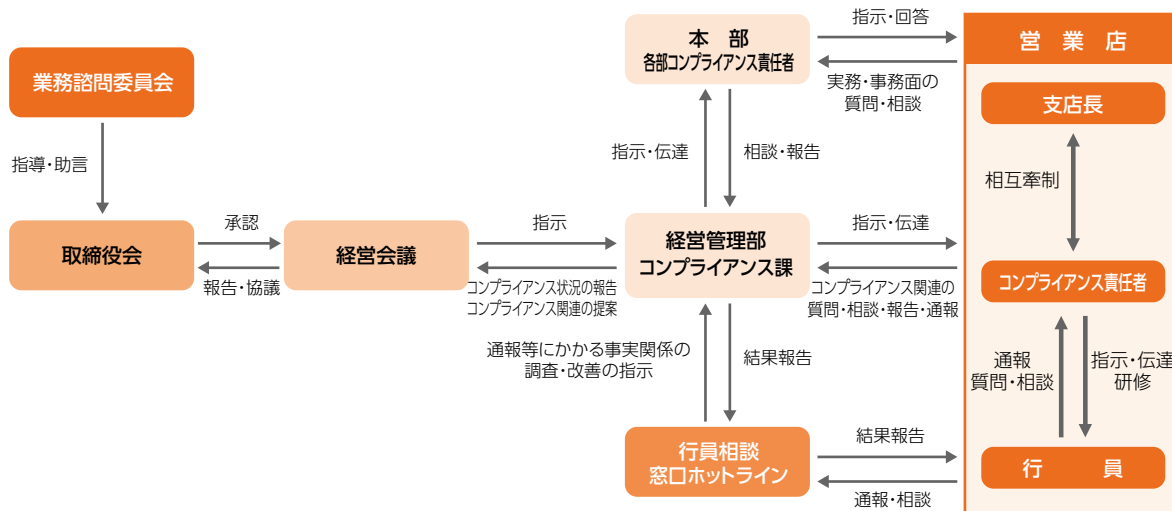 業務諮問委員会
指導・助言
取締役会
承認
報告・協議
経営会議
指示
コンプライアンス状況の報告
コンプライアンス関連の提案
本　部
各部コンプライアンス責任者
指示・伝達
相談・報告
経営管理部
コンプライアンス課
通報等にかかる事実関係の
調査・改善の指示
結果報告
行員相談
窓口ホットライン
指示・回答
実務・事務面の
質問・相談
指示・伝達
コンプライアンス関連の
質問・相談・報告・通報
結果報告
通報・相談
営　業　店
支店長
相互牽制
コンプライアンス責任者
通報
質問・相談
指示・伝達
研修
行　員